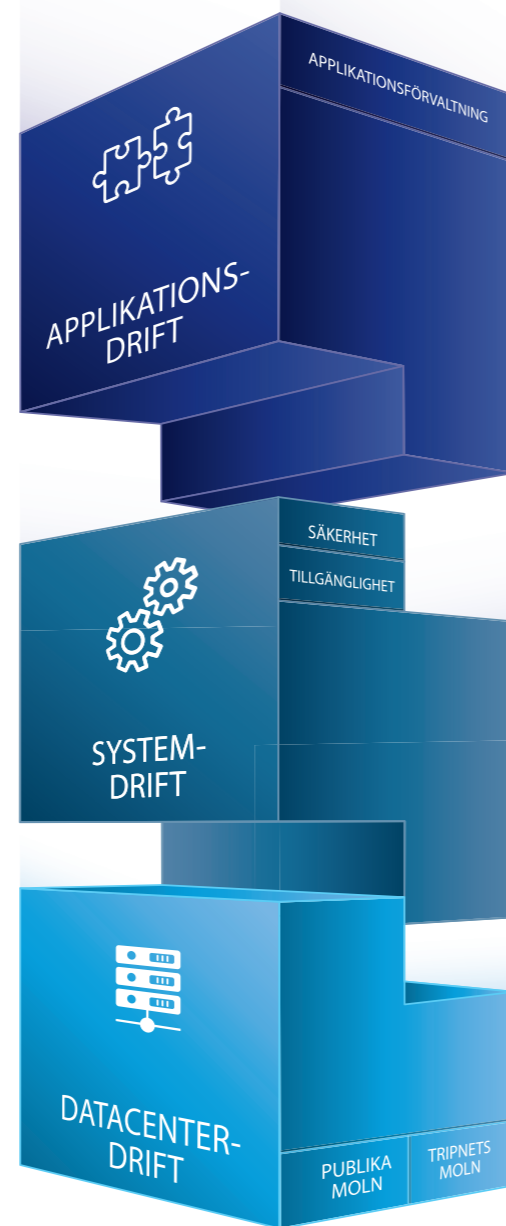 APPLIKATIONSFÖRVALTNING
APPLIKATIONS-
DRIFT
SÄKERHET
TILLGÄNGLIGHET
SYSTEM-
DRIFT
DATACENTER-
DRIFT
PUBLIKA
MOLN
TRIPNETS
MOLN